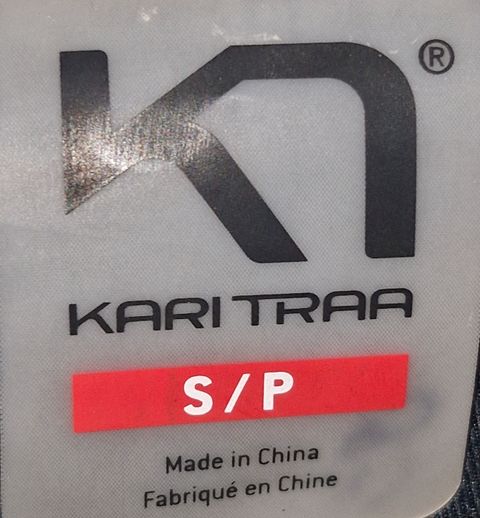 ®
KARI TRAA
S/P
Made in China
Fabriqué en Chine